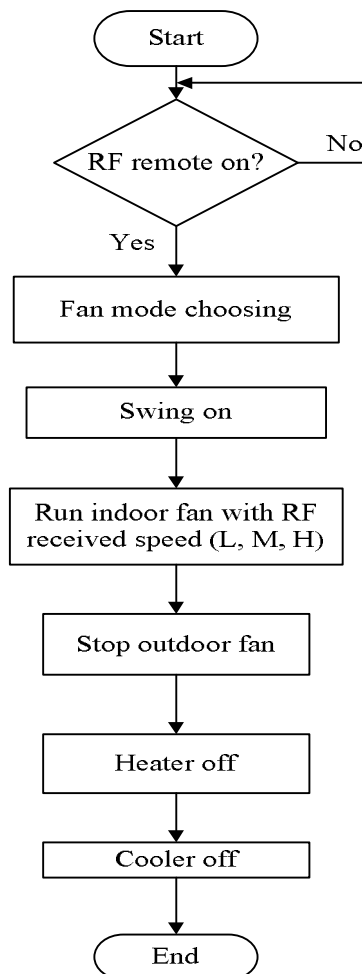 Start
RF remote on?
No
Yes
Fan mode choosing
Swing on
Run indoor fan with RF
received speed (L, M, H)
Stop outdoor fan
Heater off
Cooler off
End